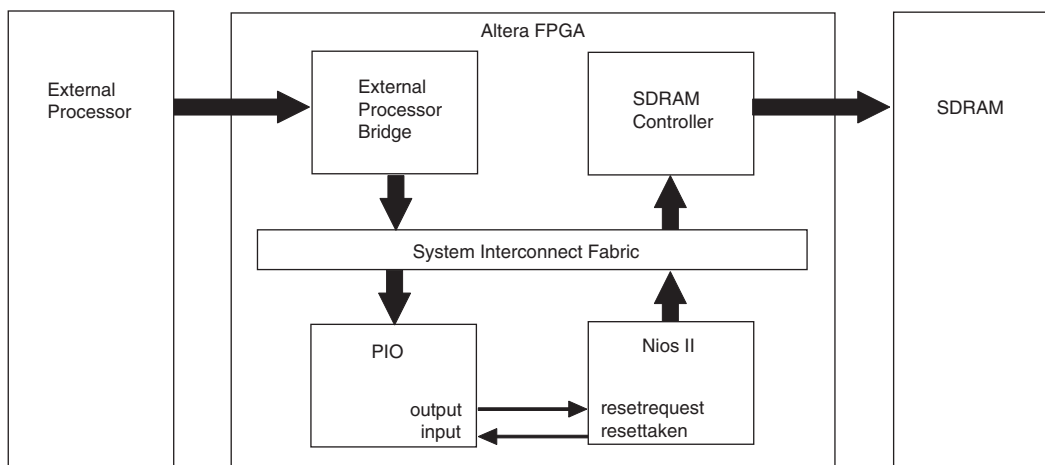 Altera FPGA
External
Processor
External
Processor
Bridge
SDRAM
Controller
SDRAM
System Interconnect Fabric
PIO
output
input
Nios II
resetrequest
resettaken